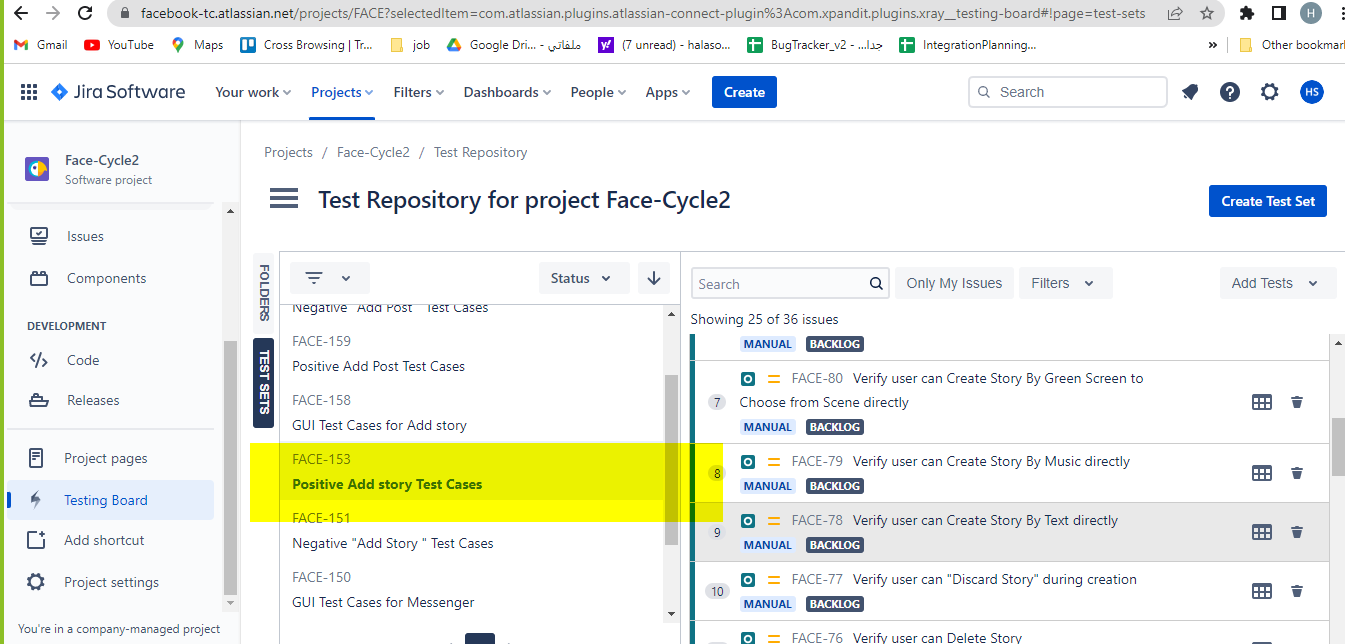 facebook-tc.atlassian.net/projects/FACE?selectedItem=com.atlassian.plugins.atlassian-connect-plugin%3Acom.xpandit.plugins.xray__testing-board#!page=test-sets
H
Gmail YouTube Maps Cross Browsing | Tr... job Google Dri... - ملفاتي (7 unread) - halaso... BugTracker_v2 - ...جدا IntegrationPlanning... » Other bookmar
Jira Software Your work Projects Filters Dashboards People Apps Create Search HS
Face-Cycle2
Software project
Issues
Components
DEVELOPMENT
Code
Releases
Project pages
Testing Board
Add shortcut
Project settings
You're in a company-managed project
Projects / Face-Cycle2 / Test Repository
Test Repository for project Face-Cycle2
Create Test Set
FOLDERS
TEST SETS
Status
Negative "Add Post " Test Cases
FACE-159
Positive Add Post Test Cases
FACE-158
GUI Test Cases for Add story
FACE-153
Positive Add story Test Cases
FACE-151
Negative "Add Story " Test Cases
FACE-150
GUI Test Cases for Messenger
Search Only My Issues Filters Add Tests
Showing 25 of 36 issues
MANUAL BACKLOG
7 FACE-80 Verify user can Create Story By Green Screen to
Choose from Scene directly
MANUAL BACKLOG
8 FACE-79 Verify user can Create Story By Music directly
MANUAL BACKLOG
9 FACE-78 Verify user can Create Story By Text directly
MANUAL BACKLOG
10 FACE-77 Verify user can "Discard Story" during creation
MANUAL BACKLOG
FACE-76 Verify user can Delete Story